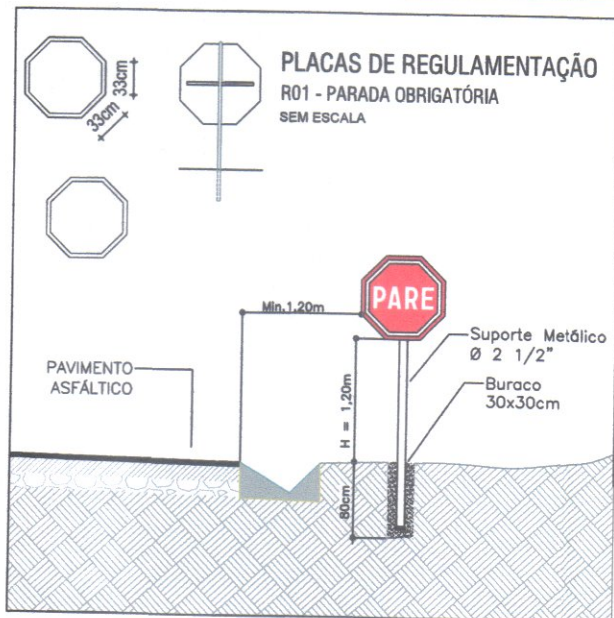 PLACAS DE REGULAMENTAÇÃO
R01 - PARADA OBRIGATÓRIA
SEM ESCALA
33cm
33cm
Min.1,20m
PARE
Suporte Metálico
Ø 2 1/2"
PAVIMENTO
ASFÁLTICO
H = 1,20m
Buraco
30x30cm
80cm